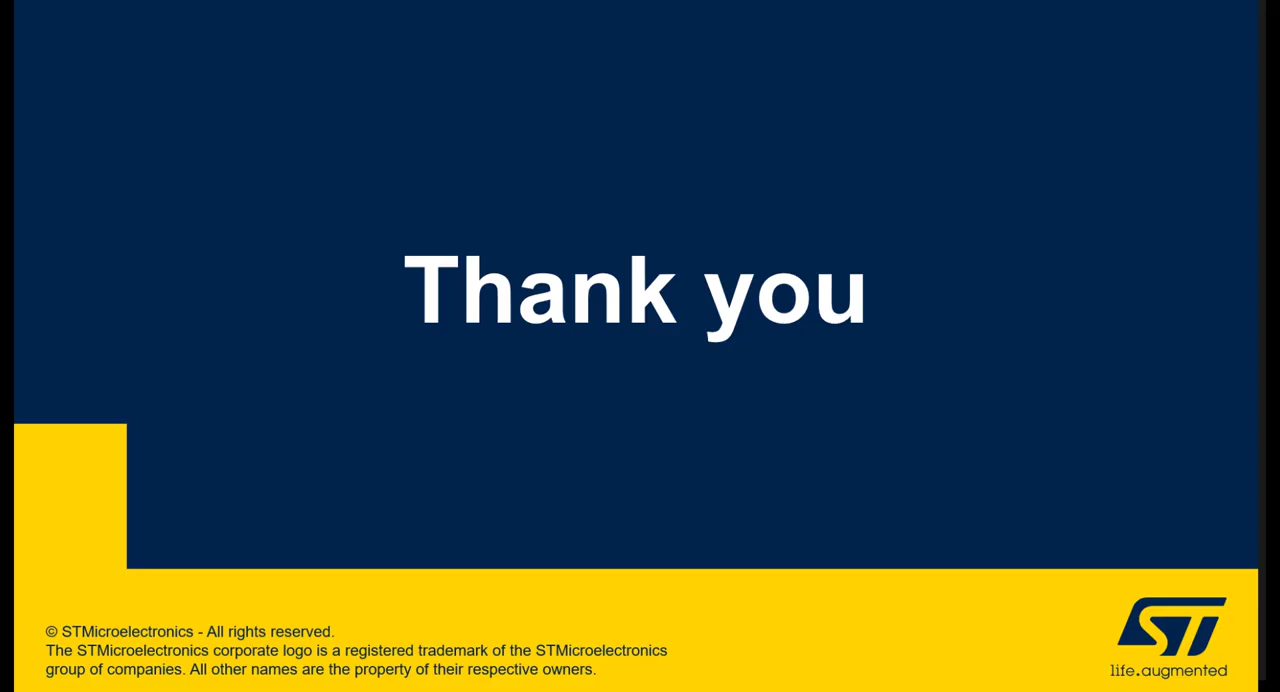 Thank you
© STMicroelectronics - All rights reserved.
The STMicroelectronics corporate logo is a registered trademark of the STMicroelectronics
group of companies. All other names are the property of their respective owners.
ST
life.augmented